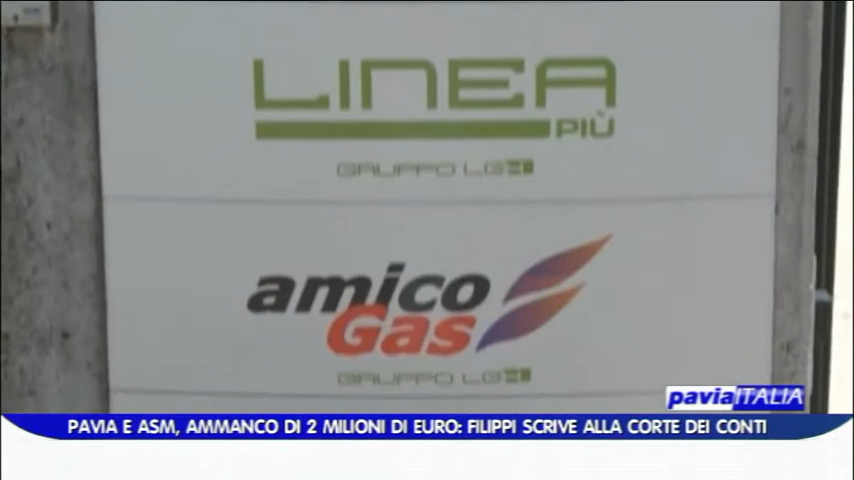 LINEA
PIÙ
GRUPPO LGH
amico
Gas
GRUPPO LGH
paviaITALIA
PAVIA E ASM, AMMANCO DI 2 MILIONI DI EURO: FILIPPI SCRIVE ALLA CORTE DEI CONTI